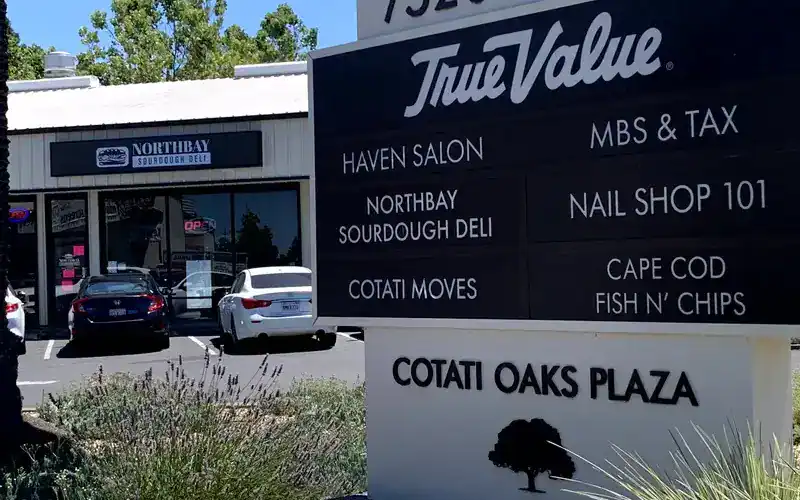 True Value
HAVEN SALON
MBS & TAX
NORTHBAY
SOURDOUGH DELI
NAIL SHOP 101
COTATI MOVES
CAPE COD
FISH N' CHIPS
COTATI OAKS PLAZA
NORTHBAY
SOURDOUGH DELI
OPEN